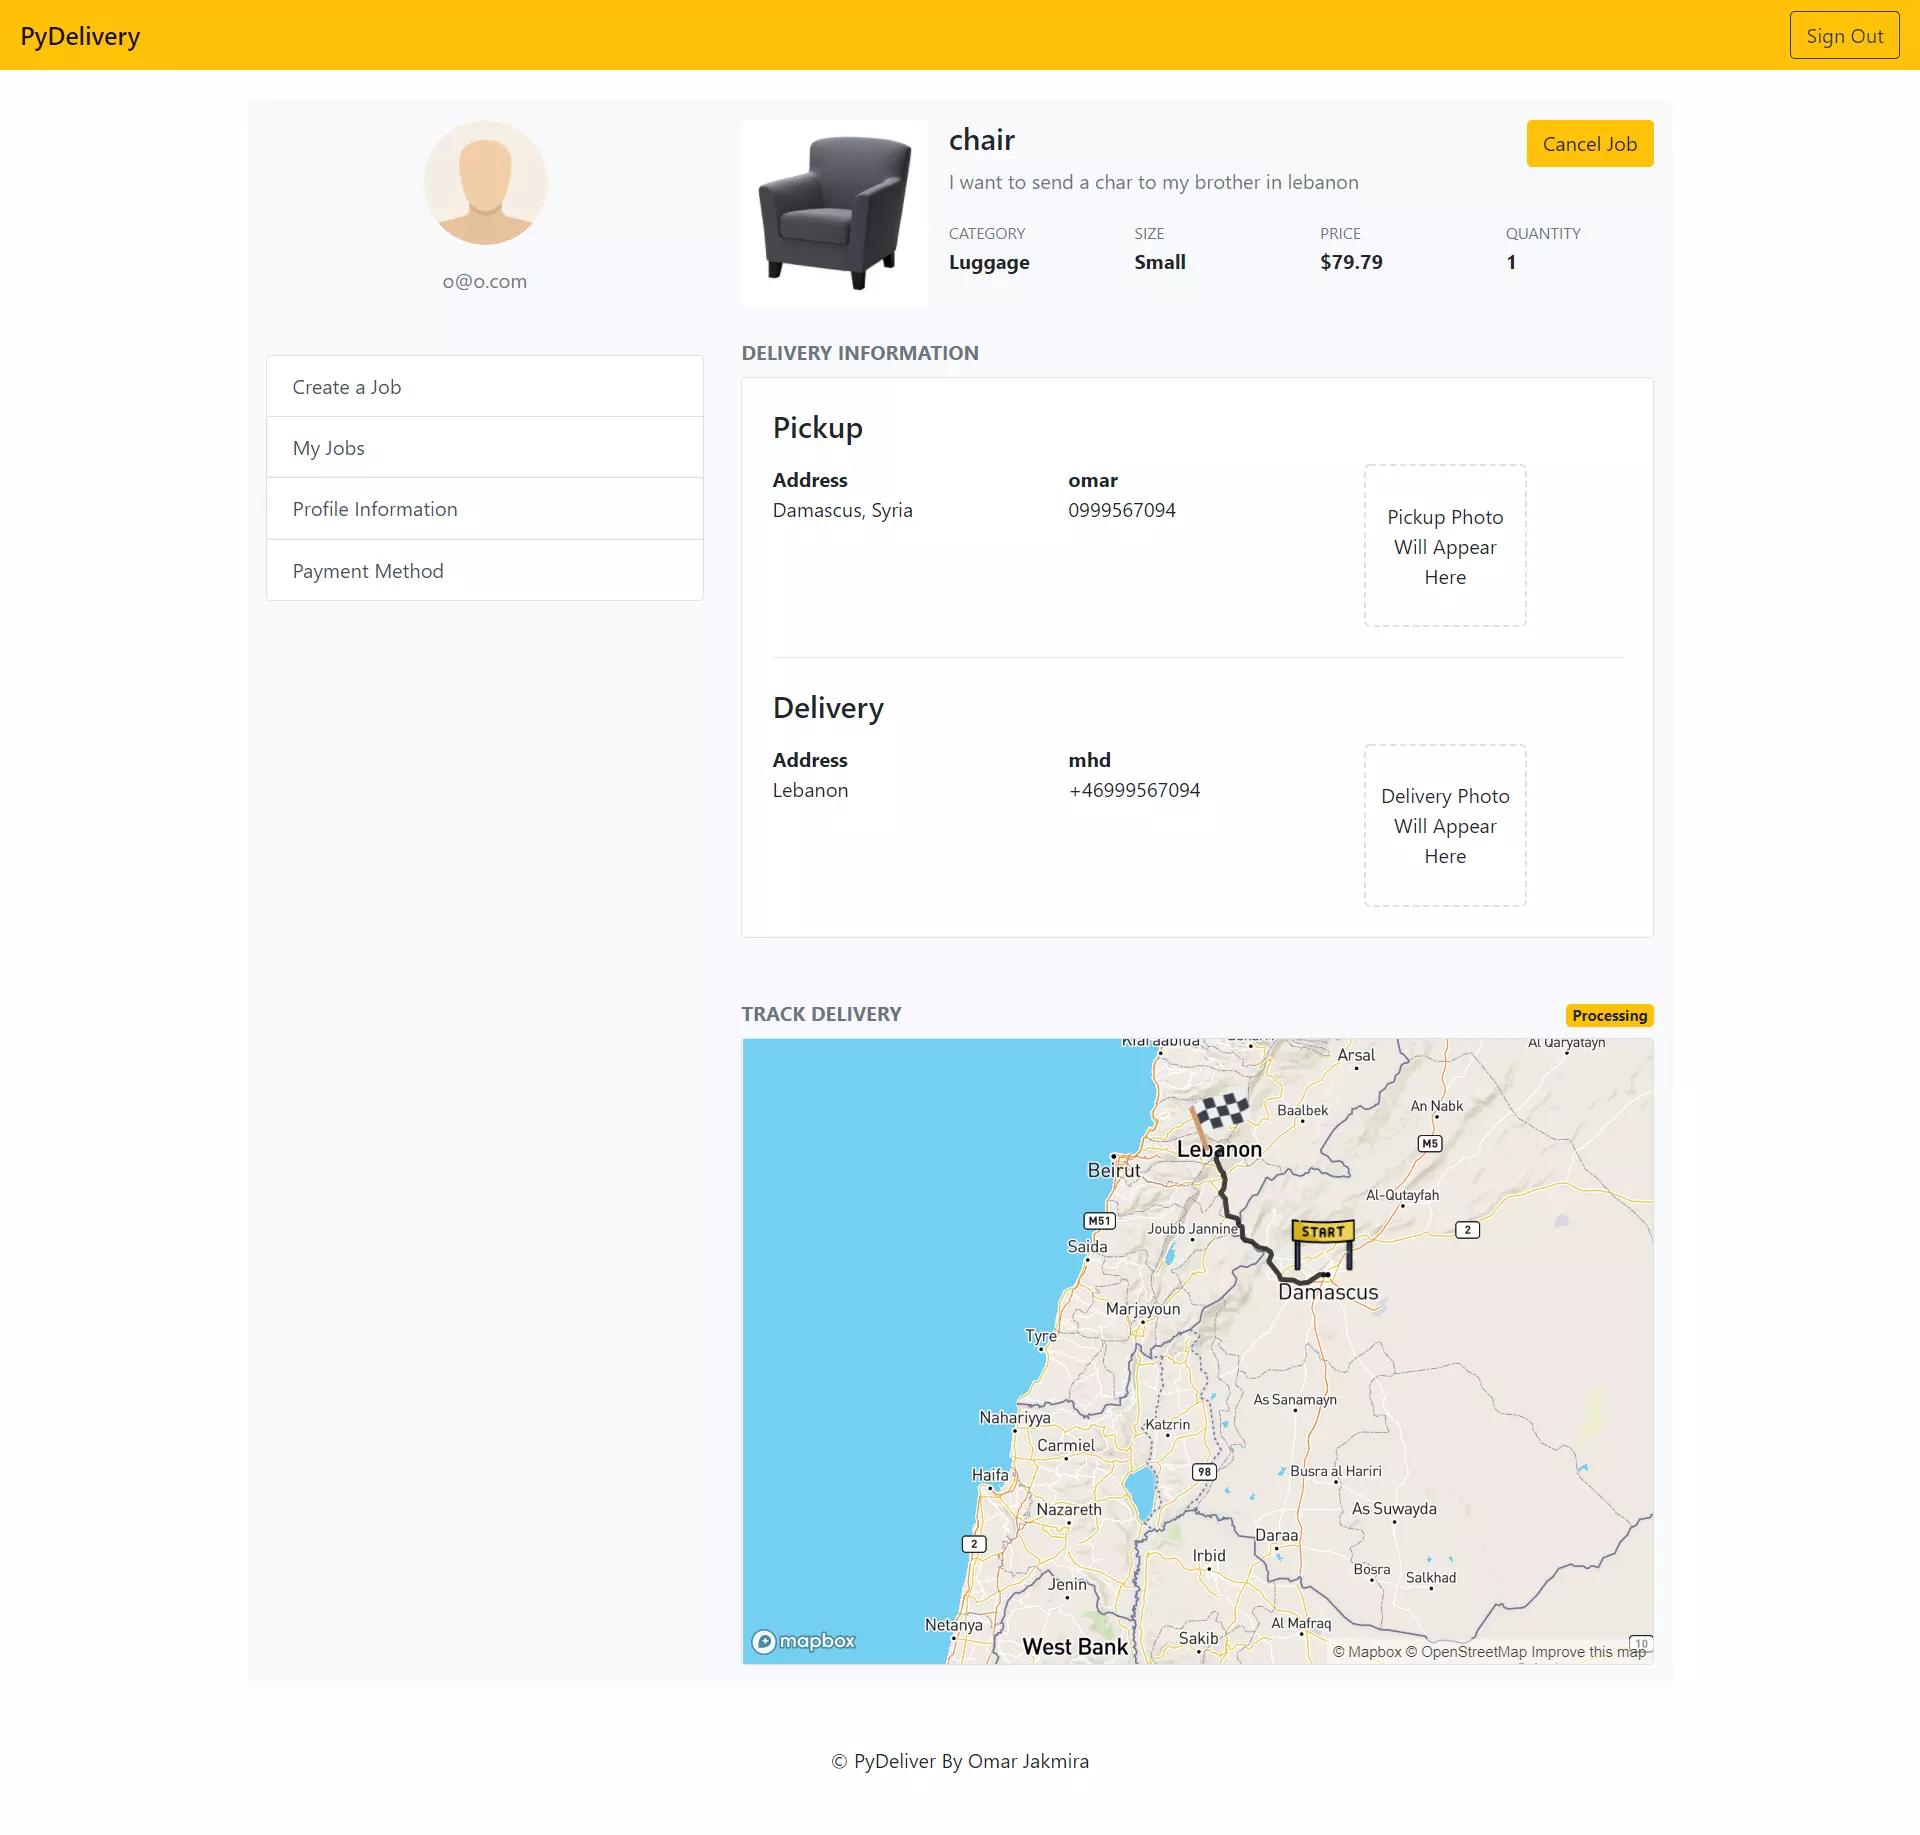 PyDelivery
Sign Out
o@o.com
Create a Job
My Jobs
Profile Information
Payment Method
chair
Cancel Job
I want to send a char to my brother in lebanon
CATEGORY SIZE PRICE QUANTITY
Luggage Small $79.79 1
DELIVERY INFORMATION
Pickup
Address omar
Damascus, Syria 0999567094
Pickup Photo
Will Appear
Here
Delivery
Address mhd
Lebanon +46999567094
Delivery Photo
Will Appear
Here
TRACK DELIVERY
Processing
Al Qaryatayn
Arsal
Baalbek
An Nabk
M5
Lebanon
Beirut
Al-Qutayfah
M51
Joubb Jannine
START
2
Saida
Damascus
Marjayoun
Tyre
As Sanamayn
Nahariyya
Katzrin
Carmiel
Haifa
98
Busra al Hariri
Nazareth
As Suwayda
2
Daraa
Irbid
Bosra
Salkhad
Jenin
Netanya
Al Mafraq
Sakib
West Bank
10
mapbox
© Mapbox © OpenStreetMap Improve this map
© PyDeliver By Omar Jakmira